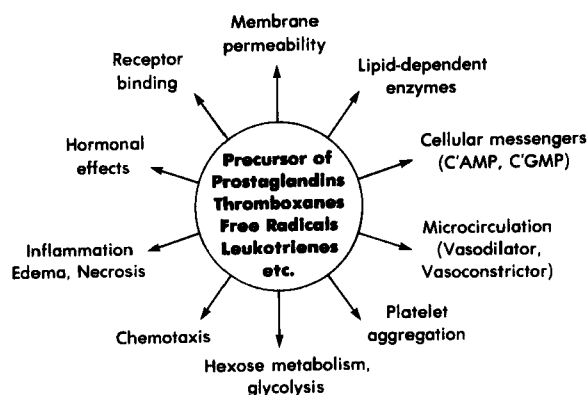 Membrane
permeability
Lipid-dependent
enzymes
Cellular messengers
(C'AMP, C'GMP)
Microcirculation
(Vasodilator,
Vasoconstrictor)
Platelet
aggregation
Hexose metabolism,
glycolysis
Chemotaxis
Inflammation
Edema, Necrosis
Hormonal
effects
Receptor
binding
Precursor of
Prostaglandins
Thromboxanes
Free Radicals
Leukotrienes
etc.